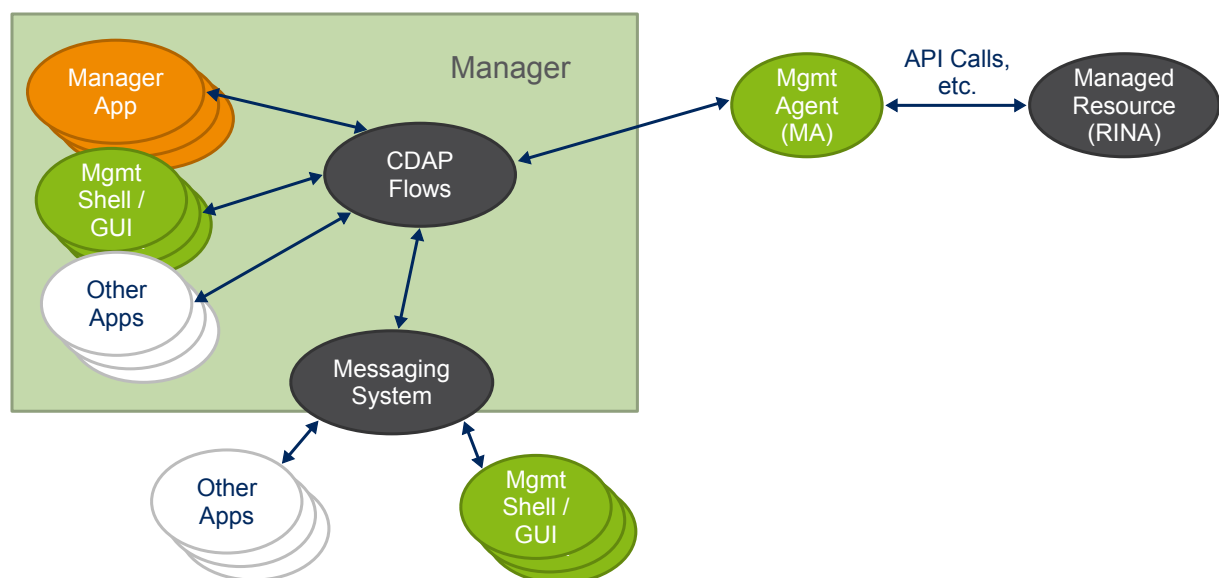 Manager
Manager
App
Mgmt
Shell /
GUI
Other
Apps
CDAP
Flows
Messaging
System
Mgmt
Agent
(MA)
API Calls,
etc.
Managed
Resource
(RINA)
Other
Apps
Mgmt
Shell /
GUI